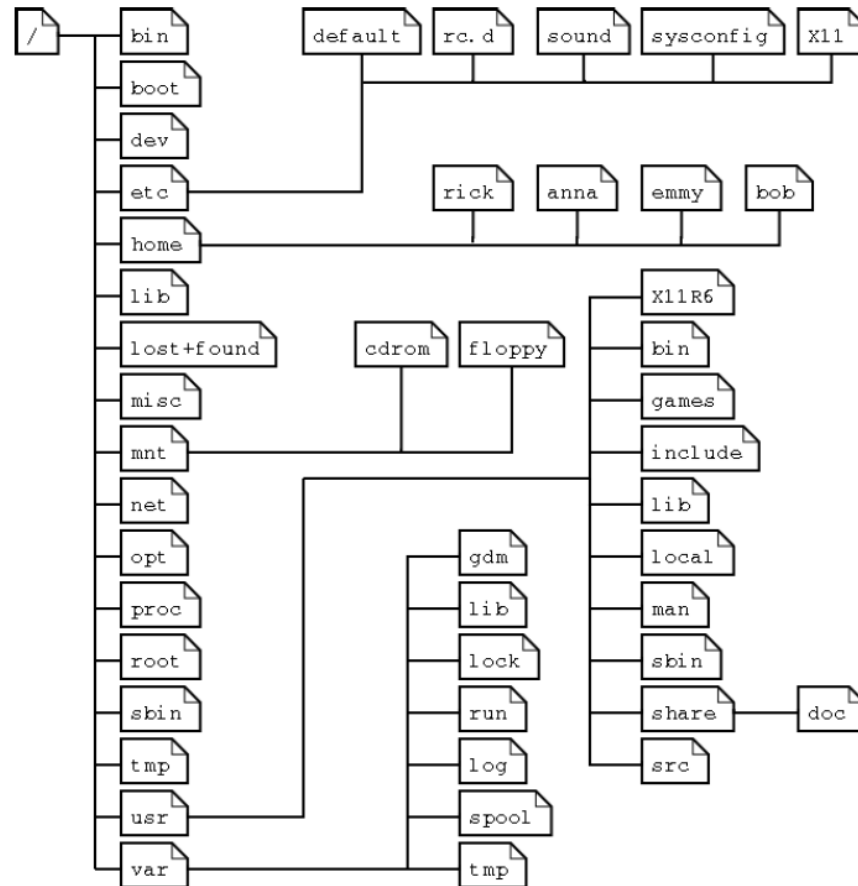 / bin default rc.d sound sysconfig X11
boot
dev
etc rick anna emmy bob
home
lib X11R6
lost+found cdrom floppy bin
misc games
mnt include
net lib
opt gdm local
proc lib man
root lock sbin
sbin run share doc
tmp log src
usr spool
var tmp